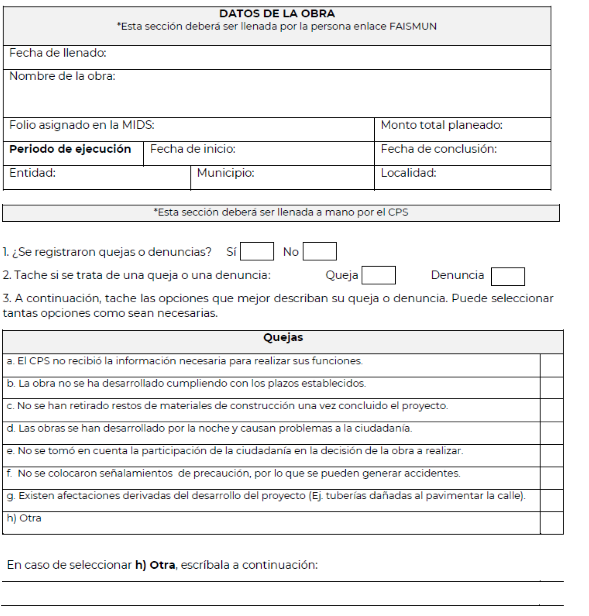 DATOS DE LA OBRA
*Esta sección deberá ser llenada por la persona enlace FAISMUN
Fecha de llenado:
Nombre de la obra:
Folio asignado en la MIDS: Monto total planeado:
Periodo de ejecución Fecha de inicio: Fecha de conclusión:
Entidad: Municipio: Localidad:
*Esta sección deberá ser llenada a mano por el CPS
1. ¿Se registraron quejas o denuncias? Sí No
2. Tache si se trata de una queja o una denuncia: Queja Denuncia
3. A continuación, tache las opciones que mejor describan su queja o denuncia. Puede seleccionar
tantas opciones como sean necesarias.
Quejas
a. El CPS no recibió la información necesaria para realizar sus funciones.
b. La obra no se ha desarrollado cumpliendo con los plazos establecidos.
c. No se han retirado restos de materiales de construcción una vez concluido el proyecto.
d. Las obras se han desarrollado por la noche y causan problemas a la ciudadanía.
e. No se tomó en cuenta la participación de la ciudadanía en la decisión de la obra a realizar.
f. No se colocaron señalamientos de precaución, por lo que se pueden generar accidentes.
g. Existen afectaciones derivadas del desarrollo del proyecto (Ej. tuberías dañadas al pavimentar la calle).
h) Otra
En caso de seleccionar h) Otra, escríbala a continuación: